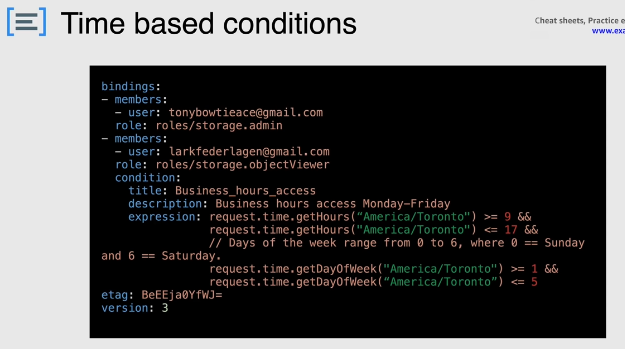 Time based conditions
Cheat sheets, Practice e
www.exa
bindings:
- members:
- user: tonybowtieace@gmail.com
role: roles/storage.admin
- members:
- user: larkfederlagen@gmail.com
role: roles/storage.objectViewer
condition:
title: Business_hours_access
description: Business hours access Monday-Friday
expression: request.time.getHours(“America/Toronto") >= 9 &&
request.time.getHours("America/Toronto") <= 17 &&
// Days of the week range from 0 to 6, where 0 == Sunday
and 6 == Saturday.
request.time.getDayOfWeek("America/Toronto") >= 1 &&
request.time.getDayOfWeek(“America/Toronto”) <= 5
etag: BeEEja0YfWJ=
version: 3